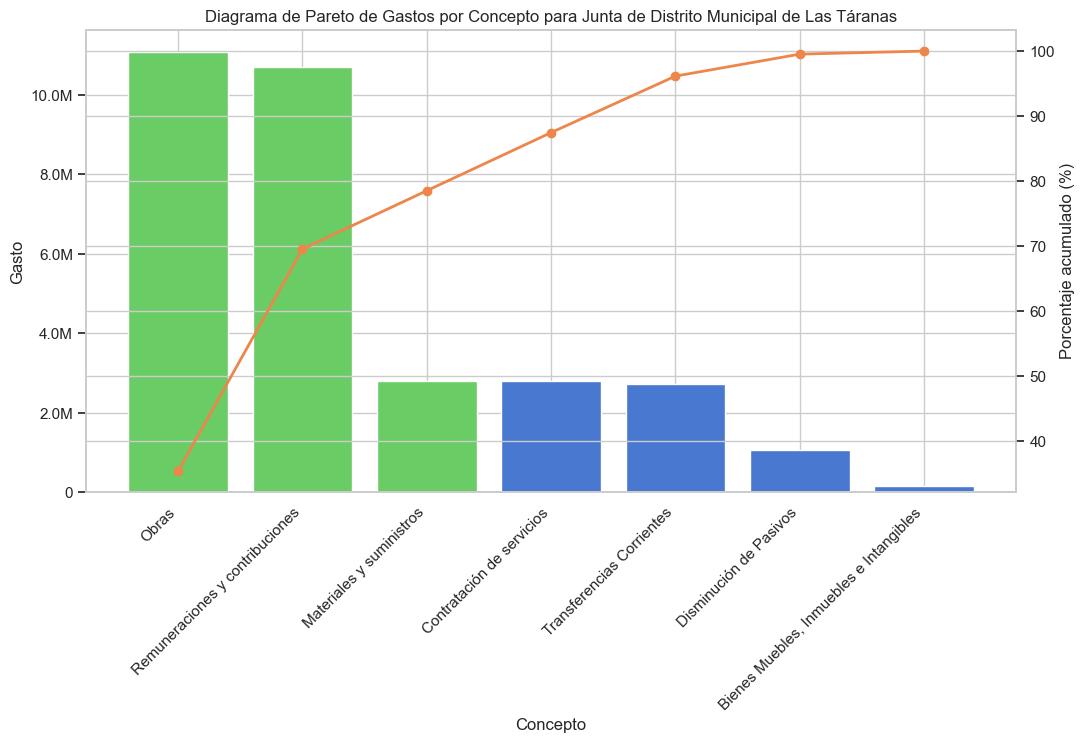 Diagrama de Pareto de Gastos por Concepto para Junta de Distrito Municipal de Las Táranas
Gasto
10.0M
8.0M
6.0M
4.0M
2.0M
0
100
90
80
70
60
50
40
Porcentaje acumulado (%)
Obras
Remuneraciones y contribuciones
Materiales y suministros
Contratación de servicios
Transferencias Corrientes
Disminución de Pasivos
Bienes Muebles, Inmuebles e Intangibles
Concepto